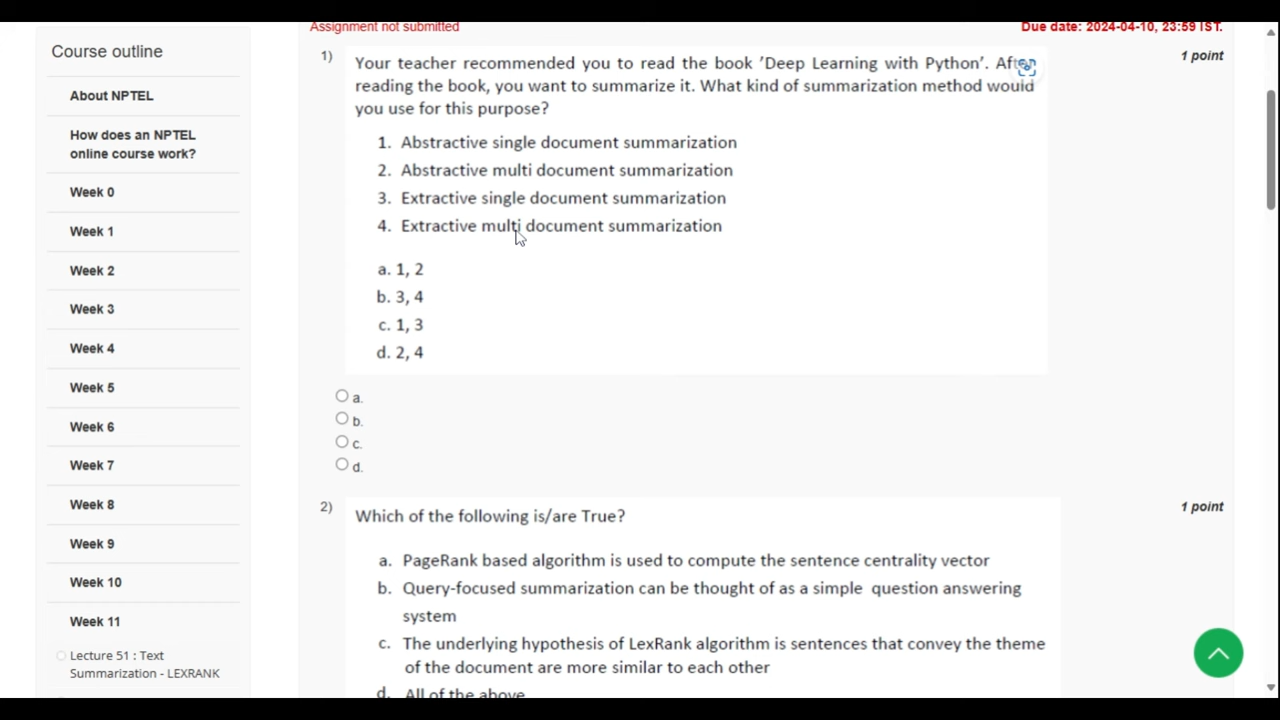 Assignment not submitted
Due date: 2024-04-10, 23:59 IST.
Course outline
About NPTEL
How does an NPTEL
online course work?
Week 0
Week 1
Week 2
Week 3
Week 4
Week 5
Week 6
Week 7
Week 8
Week 9
Week 10
Week 11
Lecture 51 : Text
Summarization - LEXRANK
1)
1 point
Your teacher recommended you to read the book 'Deep Learning with Python'. After
reading the book, you want to summarize it. What kind of summarization method would
you use for this purpose?
1. Abstractive single document summarization
2. Abstractive multi document summarization
3. Extractive single document summarization
4. Extractive multi document summarization
a. 1, 2
b. 3, 4
c. 1, 3
d. 2, 4
a.
b.
c.
d.
2)
1 point
Which of the following is/are True?
a. PageRank based algorithm is used to compute the sentence centrality vector
b. Query-focused summarization can be thought of as a simple question answering
system
c. The underlying hypothesis of LexRank algorithm is sentences that convey the theme
of the document are more similar to each other
d. All of the above